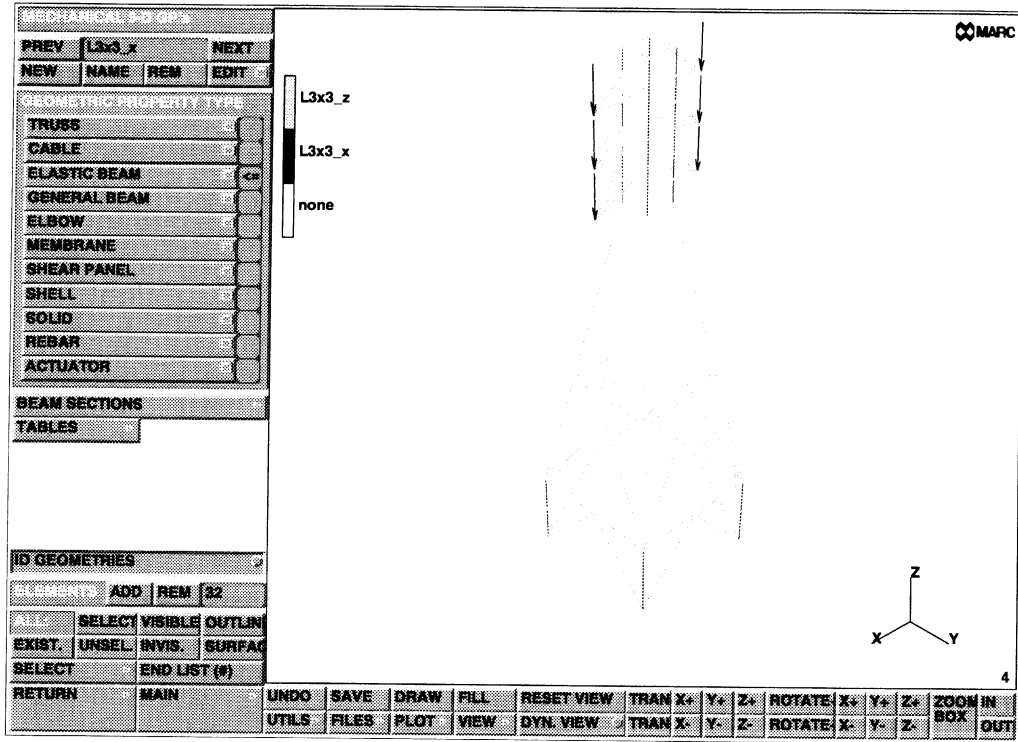 MECHANICAL 3-D GP's
PREV L3x3_x NEXT
NEW NAME REM EDIT
GEOMETRIC PROPERTY TYPE
TRUSS
CABLE
ELASTIC BEAM <=
GENERAL BEAM
ELBOW
MEMBRANE
SHEAR PANEL
SHELL
SOLID
REBAR
ACTUATOR
BEAM SECTIONS
TABLES
ID GEOMETRIES
ELEMENTS ADD REM 32
ALL: SELECT VISIBLE OUTLIN
EXIST. UNSEL. INVIS. SURFAC
SELECT END LIST (#)
RETURN MAIN
MARC
L3x3_z
L3x3_x
none
Z
X Y
4
UNDO SAVE DRAW FILL RESET VIEW TRAN X+ Y+ Z+ ROTATE X+ Y+ Z+ ZOOM IN
UTILS FILES PLOT VIEW DYN. VIEW TRAN X- Y- Z- ROTATE X- Y- Z- BOX OUT